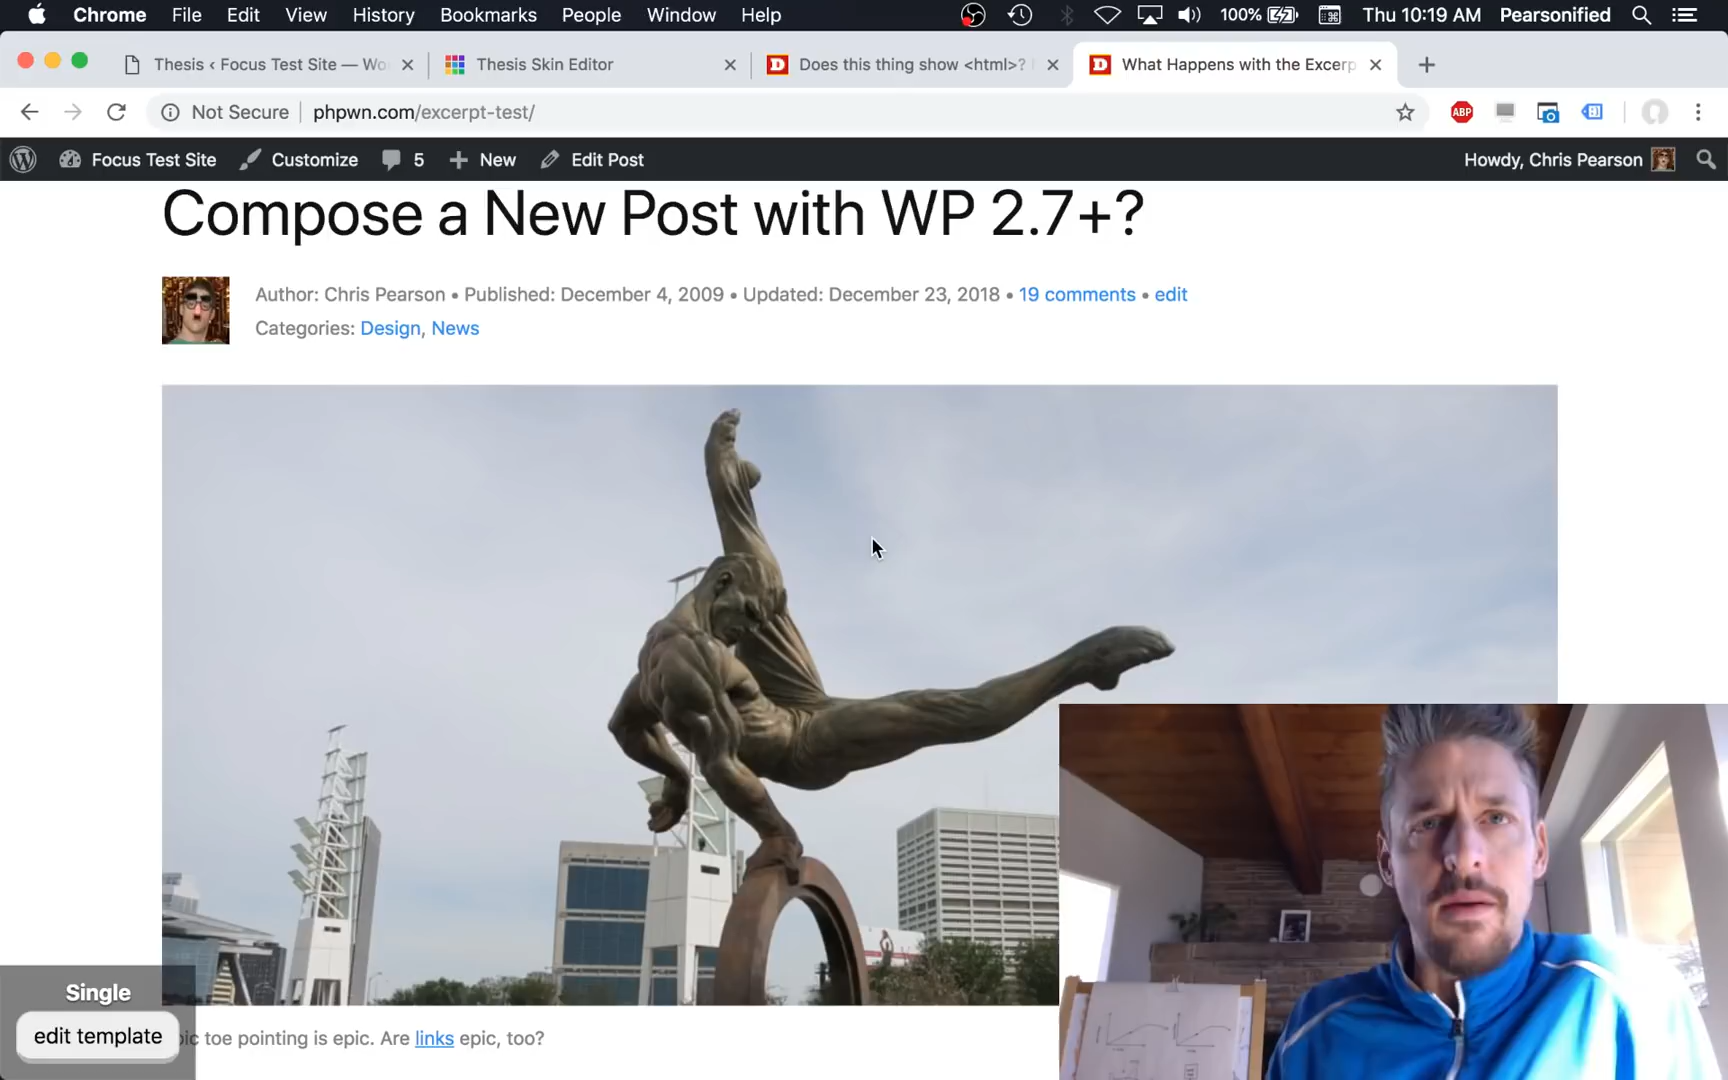 Chrome File Edit View History Bookmarks People Window Help 100% Thu 10:19 AM Pearsonified
Thesis ‹ Focus Test Site — Wo Thesis Skin Editor Does this thing show <html>? What Happens with the Excerp
Not Secure phpwn.com/excerpt-test/ ABP
Focus Test Site Customize 5 New Edit Post Howdy, Chris Pearson
Compose a New Post with WP 2.7+?
Author: Chris Pearson • Published: December 4, 2009 • Updated: December 23, 2018 • 19 comments • edit
Categories: Design, News
Single
edit template
ic toe pointing is epic. Are links epic, too?